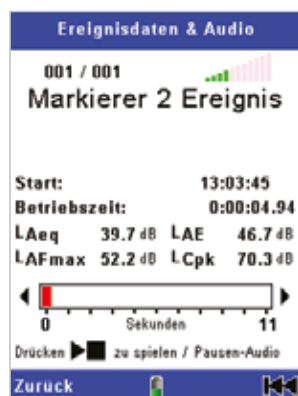 Ereignisdaten & Audio
001 / 001
Markierer 2 Ereignis
Start: 13:03:45
Betriebszeit: 0:00:04.94
LAeq 39.7 dB LAE 46.7 dB
LAFmax 52.2 dB LCpk 70.3 dB
0 Sekunden 11
Drücken ▶■ zu spielen / Pausen-Audio
Zurück